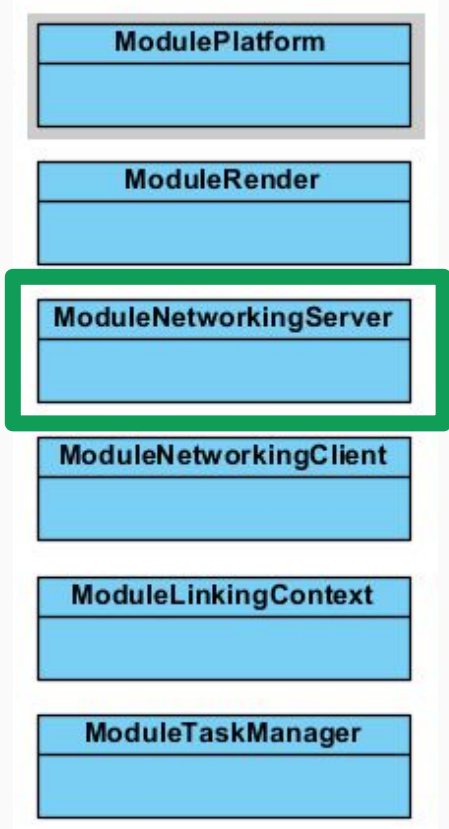 ModulePlatform
ModuleRender
ModuleNetworkingServer
ModuleNetworkingClient
ModuleLinkingContext
ModuleTaskManager